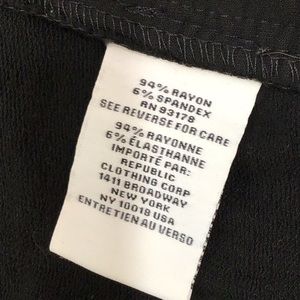 94% RAYON
6% SPANDEX
RN 93178
SEE REVERSE FOR CARE
94% RAYONNE
6% ÉLASTHANNE
IMPORTÉ PAR:
REPUBLIC
CLOTHING CORP
1411 BROADWAY
NEW YORK
NY 10018 USA
ENTRETIEN AU VERSO